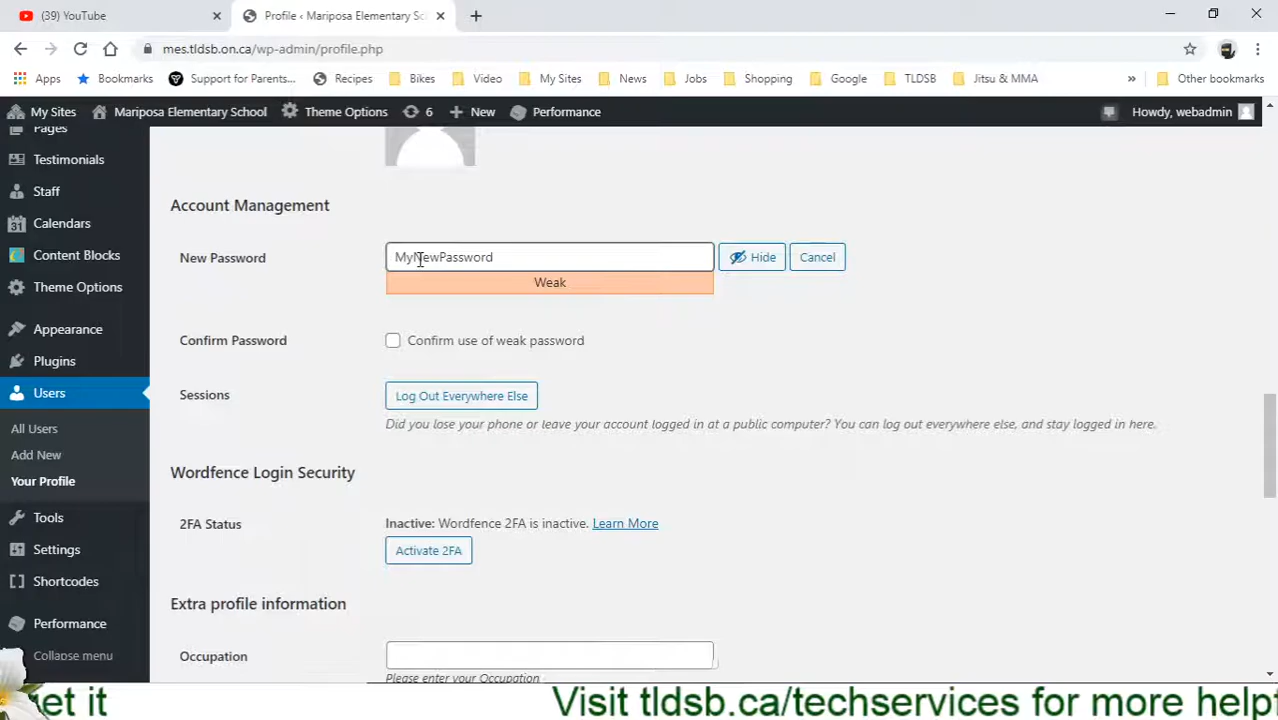 (39) YouTube
Profile ‹ Mariposa Elementary Sc
mes.tldsb.on.ca/wp-admin/profile.php
Apps Bookmarks Support for Parents... Recipes Bikes Video My Sites News Jobs Shopping Google TLDSB Jitsu & MMA » Other bookmarks
My Sites Mariposa Elementary School Theme Options 6 New Performance Howdy, webadmin
Pages
Testimonials
Staff
Calendars
Content Blocks
Theme Options
Appearance
Plugins
Users
All Users
Add New
Your Profile
Tools
Settings
Shortcodes
Performance
Collapse menu
Account Management
New Password MyNewPassword Hide Cancel
Weak
Confirm Password Confirm use of weak password
Sessions Log Out Everywhere Else
Did you lose your phone or leave your account logged in at a public computer? You can log out everywhere else, and stay logged in here.
Wordfence Login Security
2FA Status Inactive: Wordfence 2FA is inactive. Learn More
Activate 2FA
Extra profile information
Occupation
Please enter your Occupation
et it Visit tldsb.ca/techservices for more help